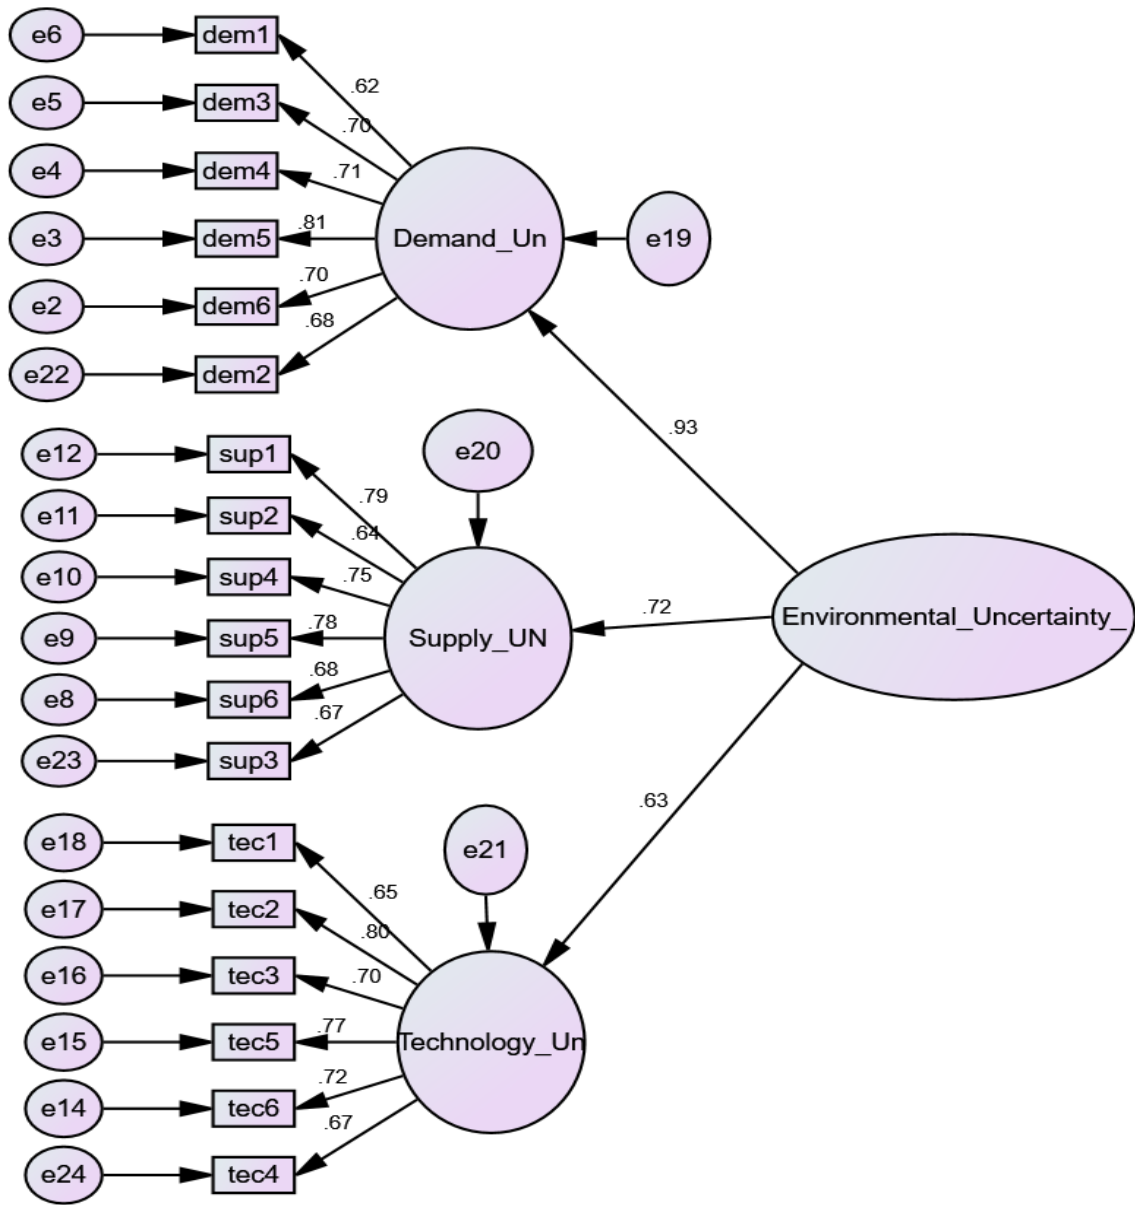 e6 dem1
.62
e5 dem3
.70
e4 dem4
.71
e3 dem5 .81 Demand_Un e19
e2 dem6
.70
.68
e22 dem2
.93
e12 sup1 e20
.79
e11 sup2
.64
e10 sup4 .75
.72
Environmental_Uncertainty_
e9 sup5 .78 Supply_UN
.68
e8 sup6
.67
e23 sup3
.63
e18 tec1 e21
.65
e17 tec2
.80
e16 tec3 .70
.77
e15 tec5 Technology_Un
.72
e14 tec6
.67
e24 tec4